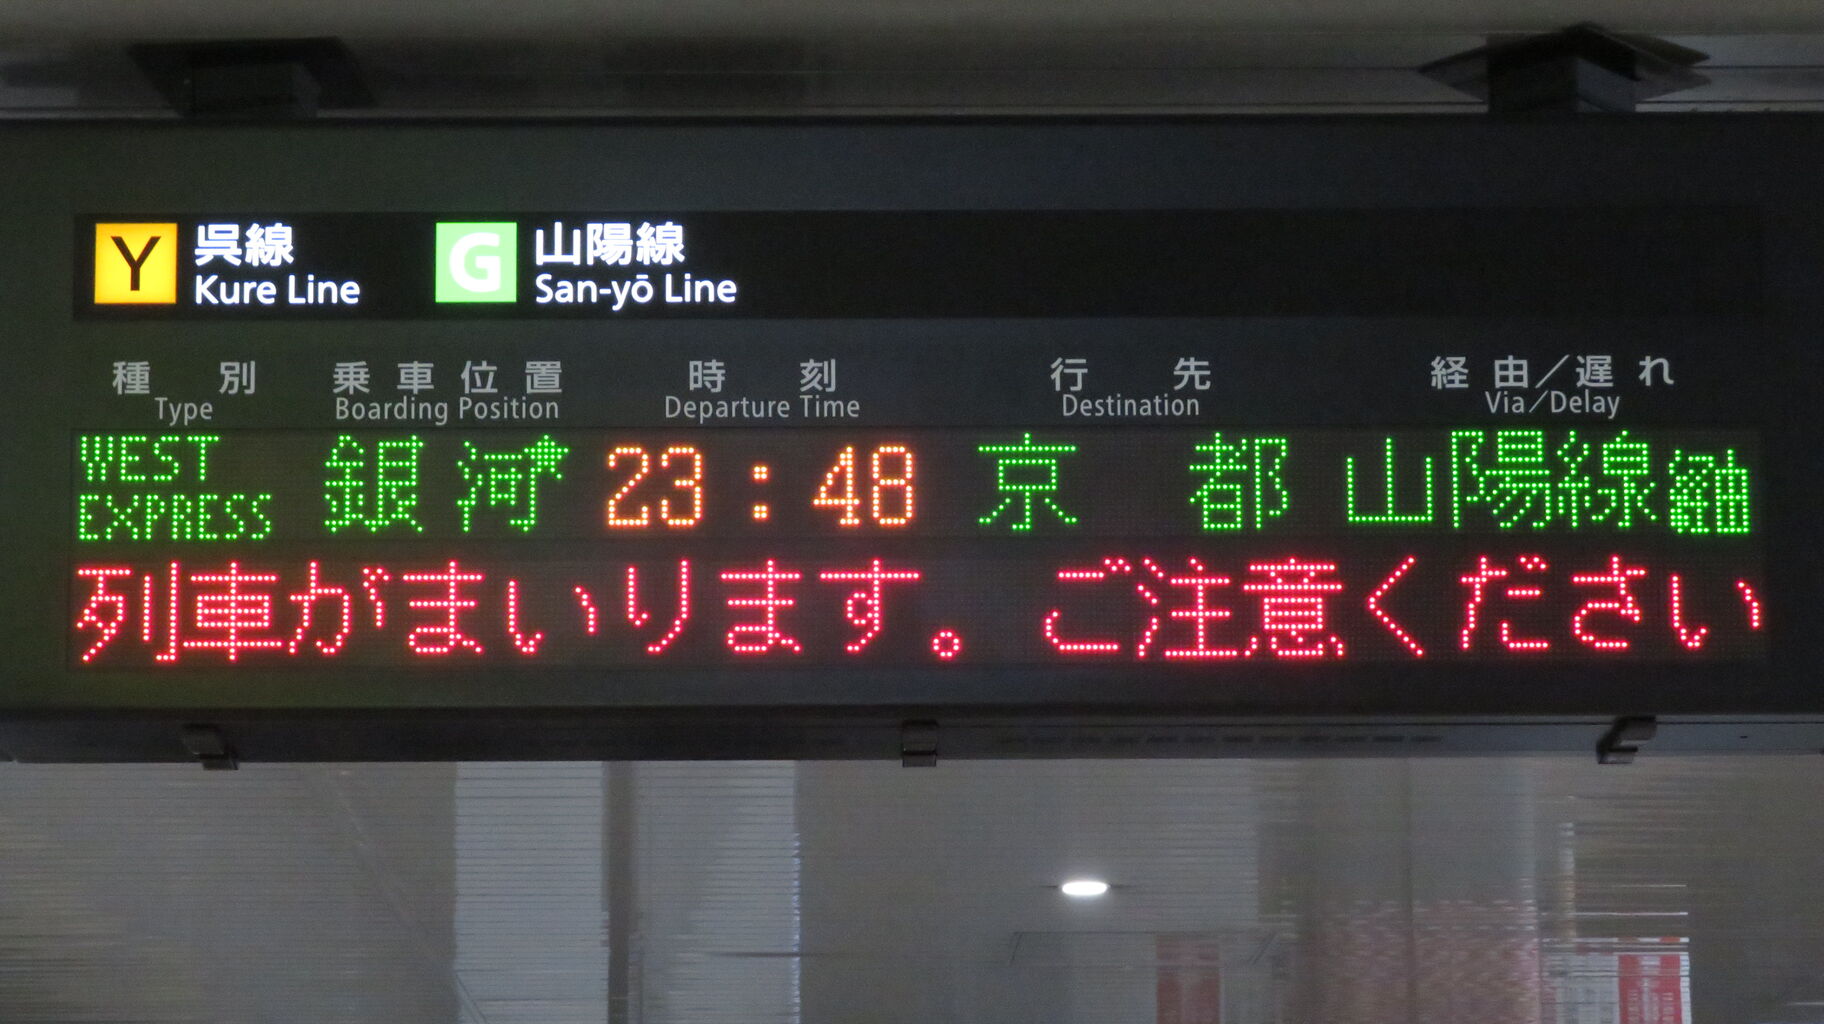 Y 呉線 G 山陽線
Kure Line San-yō Line
種別 乗車位置 時刻 行先 経由／遅れ
Type Boarding Position Departure Time Destination Via／Delay
WEST EXPRESS 銀河 23:48 京都 山陽線経由
列車がまいります。ご注意ください